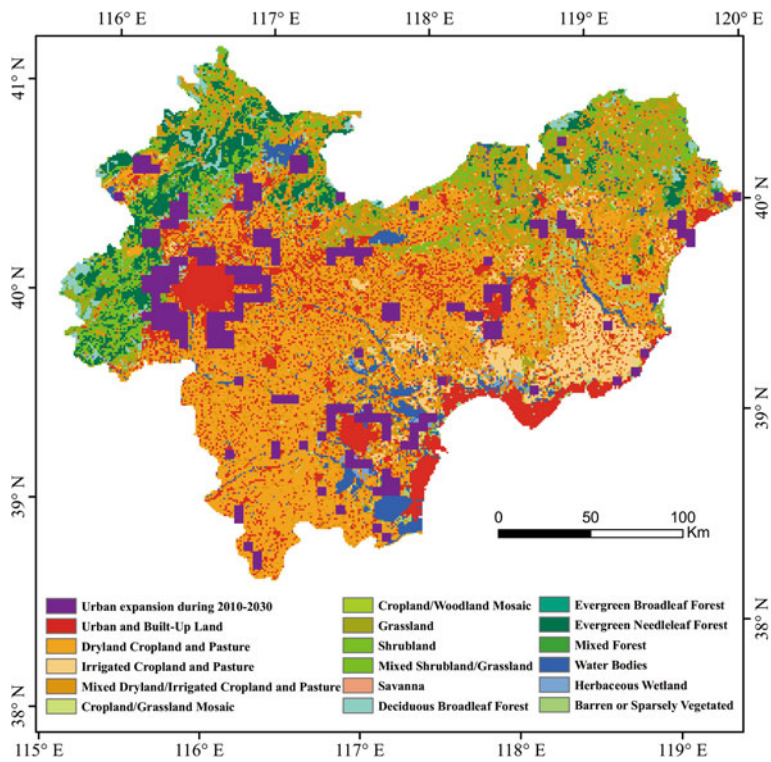 116° E 117° E 118° E 119° E 120° E
41° N
40° N
40° N
39° N
39° N
0 50 100
Km
38° N
38° N
Urban expansion during 2010-2030
Urban and Built-Up Land
Dryland Cropland and Pasture
Irrigated Cropland and Pasture
Mixed Dryland/Irrigated Cropland and Pasture
Cropland/Grassland Mosaic
Cropland/Woodland Mosaic
Grassland
Shrubland
Mixed Shrubland/Grassland
Savanna
Deciduous Broadleaf Forest
Evergreen Broadleaf Forest
Evergreen Needleleaf Forest
Mixed Forest
Water Bodies
Herbaceous Wetland
Barren or Sparsely Vegetated
115° E 116° E 117° E 118° E 119° E